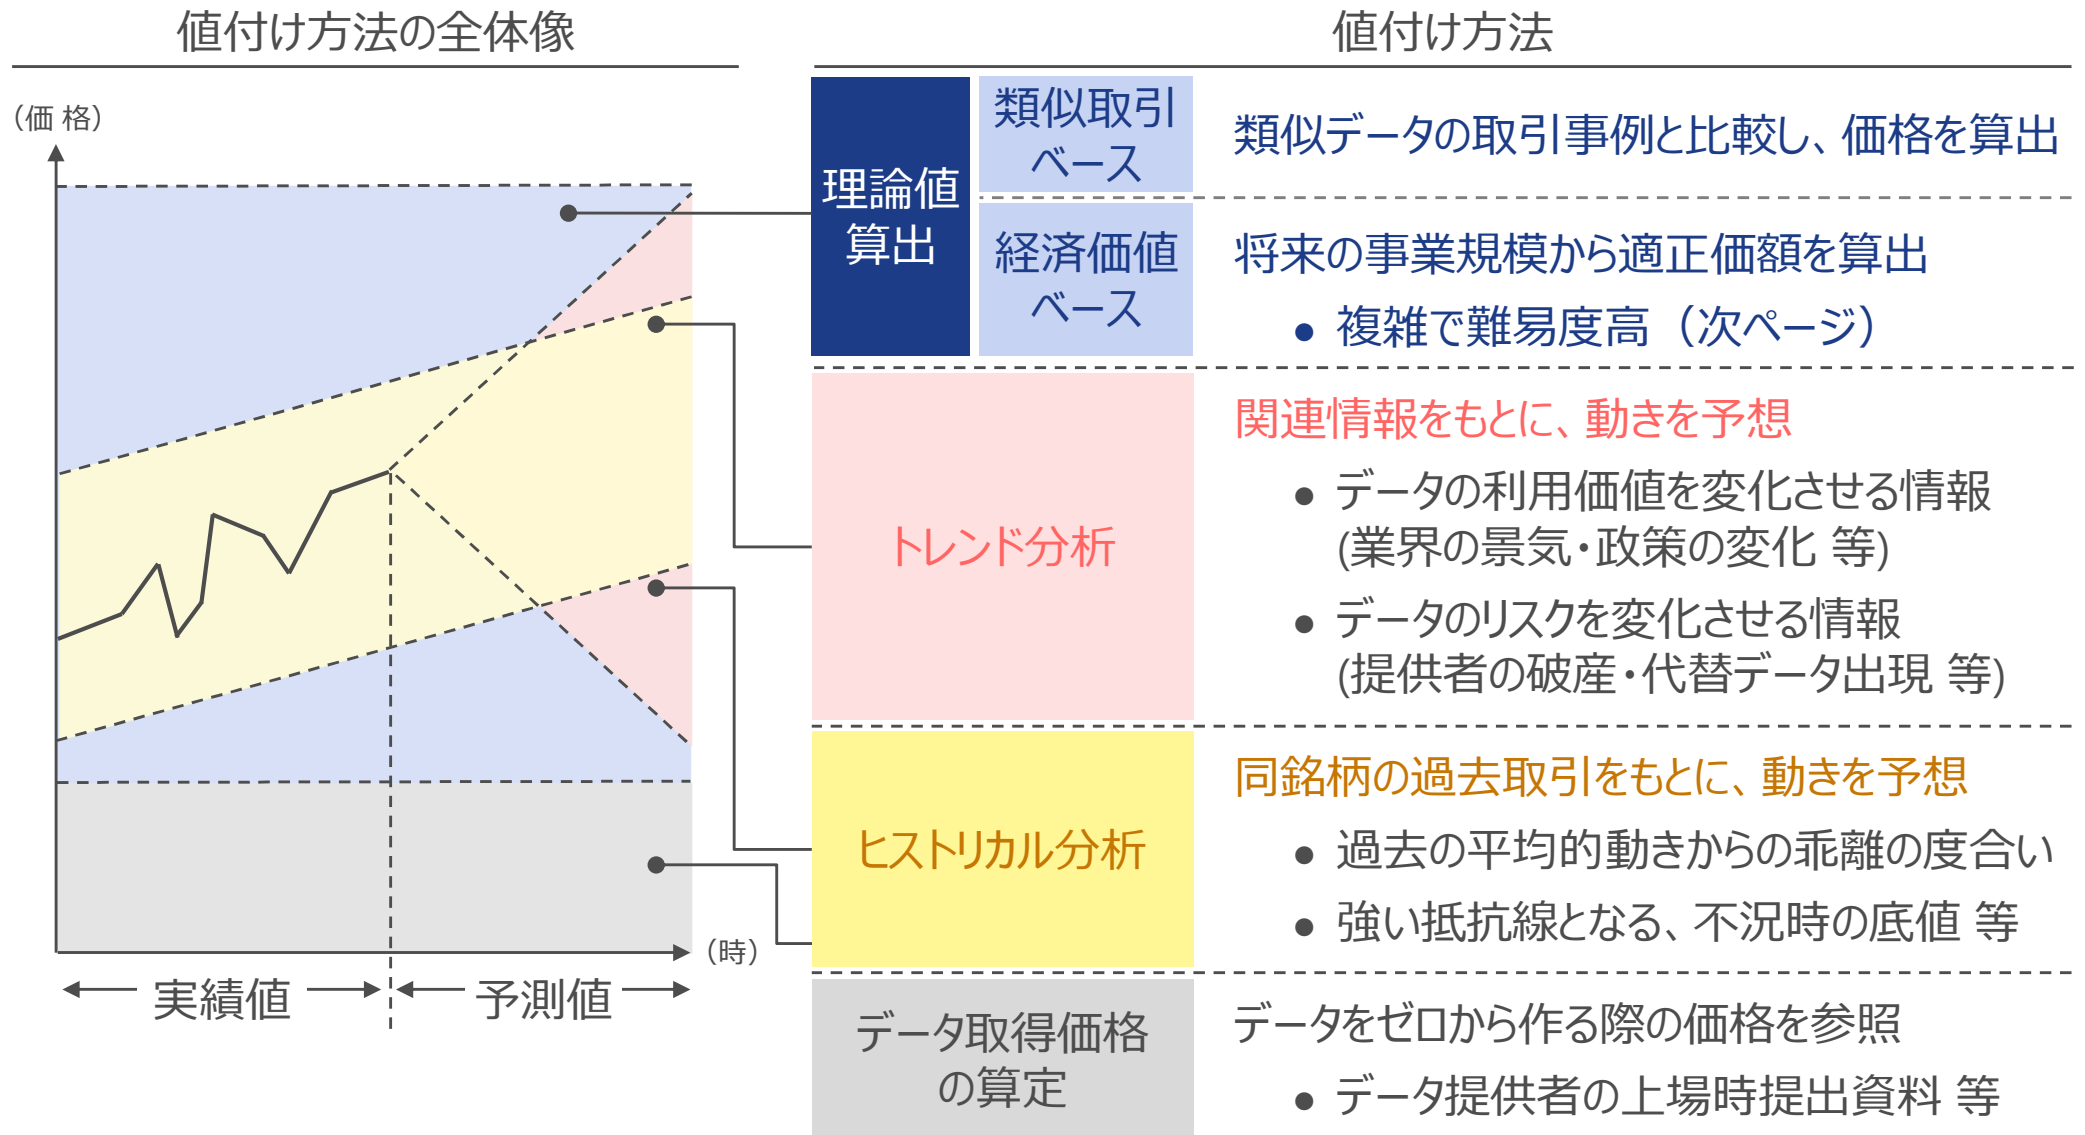 値付け方法の全体像
（価 格）
（時）
実績値
予測値
値付け方法
理論値
算出
類似取引
ベース
類似データの取引事例と比較し、価格を算出
経済価値
ベース
将来の事業規模から適正価額を算出
● 複雑で難易度高（次ページ）
トレンド分析
関連情報をもとに、動きを予想
● データの利用価値を変化させる情報
(業界の景気・政策の変化 等)
● データのリスクを変化させる情報
(提供者の破産・代替データ出現 等)
ヒストリカル分析
同銘柄の過去取引をもとに、動きを予想
● 過去の平均的動きからの乖離の度合い
● 強い抵抗線となる、不況時の底値 等
データ取得価格
の算定
データをゼロから作る際の価格を参照
● データ提供者の上場時提出資料 等